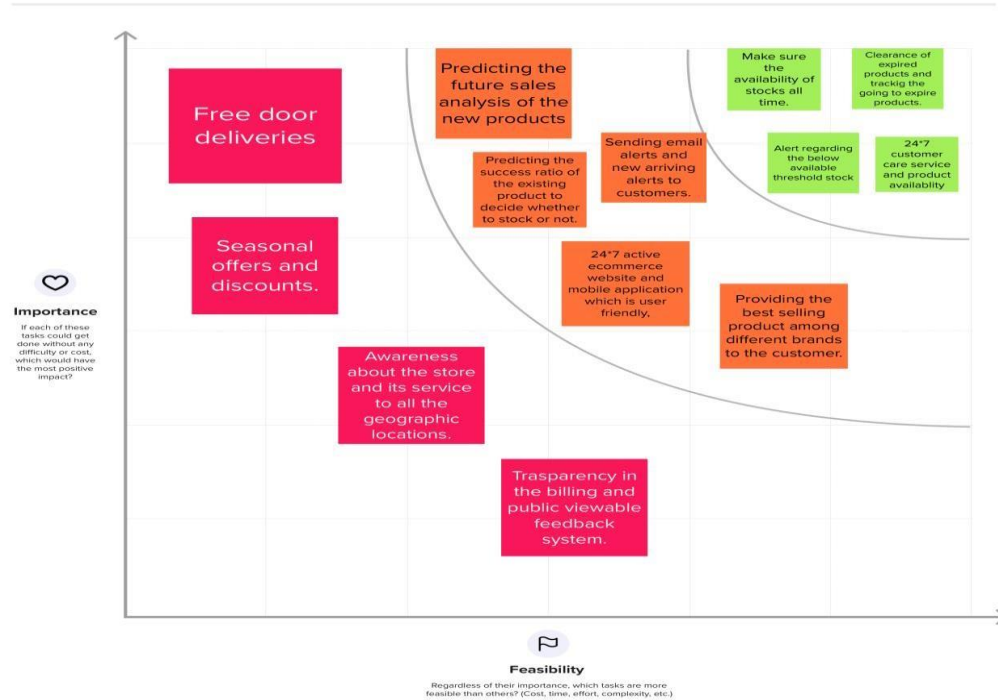 Free door
deliveries
Predicting the
future sales
analysis of the
new products
Make sure
the
availability of
stocks all
time.
Clearance of
expired
products and
trackig the
going to expire
products.
Predicting the
success ratio of
the existing
product to
decide whether
to stock or not.
Sending email
alerts and
new arriving
alerts to
customers.
Alert regarding
the below
available
threshold stock
24*7
customer
care service
and product
availablity
Seasonal
offers and
discounts.
24*7 active
ecommerce
website and
mobile application
which is user
friendly.
Providing the
best selling
product among
different brands
to the customer.
Importance
If each of these
tasks could get
done without any
difficulty or cost,
which would have
the most positive
impact?
Awareness
about the store
and its service
to all the
geographic
locations.
Trasparency in
the billing and
public viewable
feedback
system.
Feasibility
Regardless of their importance, which tasks are more
feasible than others? (Cost, time, effort, complexity, etc.)